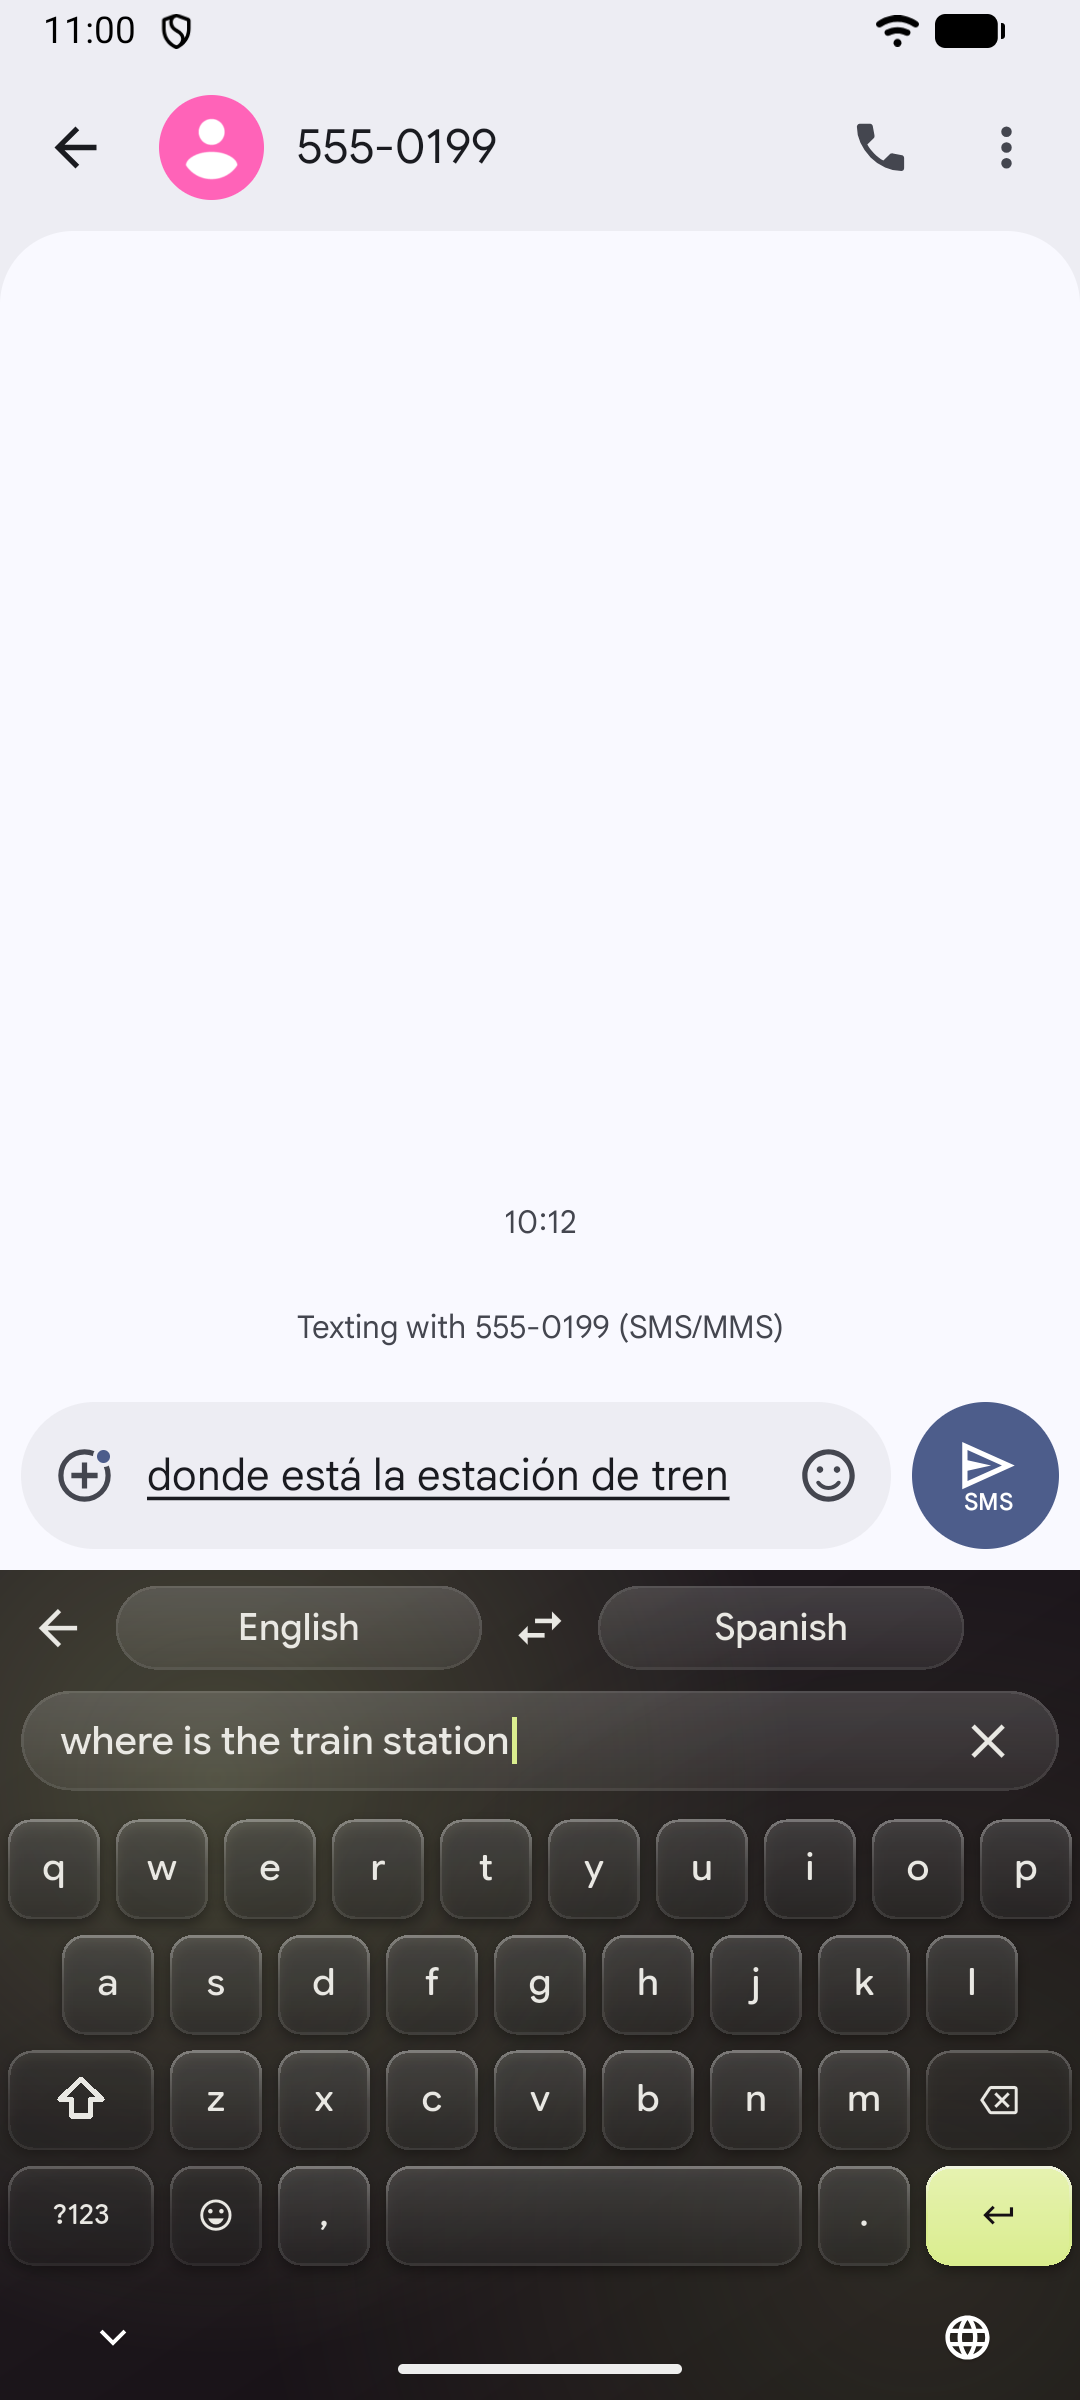 11:00
555-0199
10:12
Texting with 555-0199 (SMS/MMS)
donde está la estación de tren
SMS
English
Spanish
where is the train station
q w e r t y u i o p
a s d f g h j k l
z x c v b n m
?123 , .